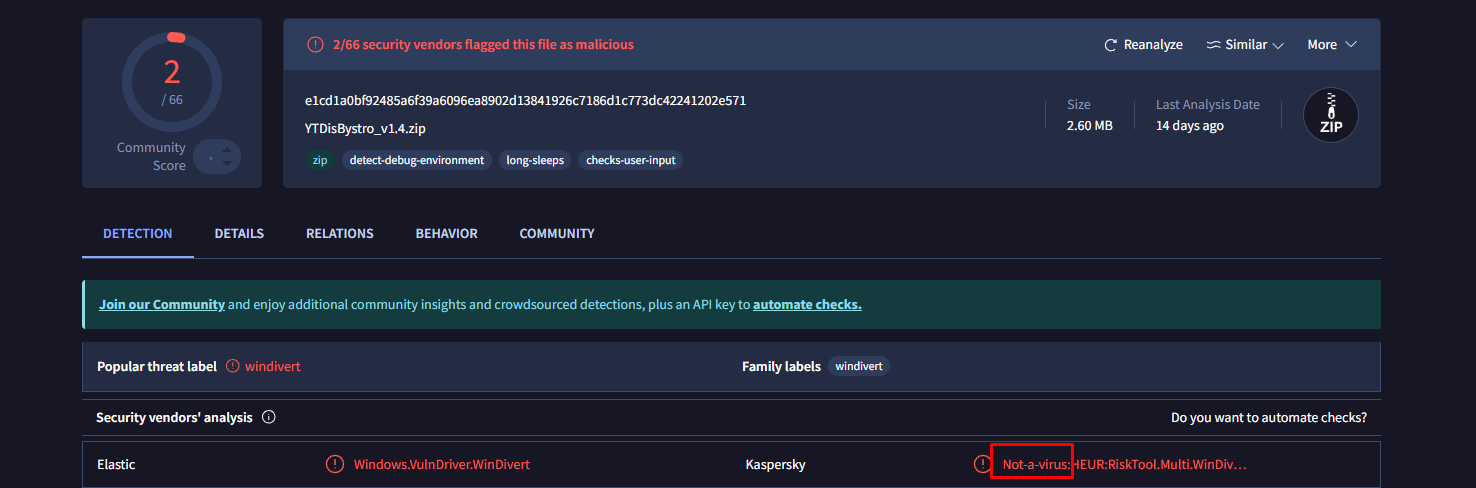 2/66 security vendors flagged this file as malicious
Reanalyze
Similar
More
2
/ 66
Community
Score
e1cd1a0bf92485a6f39a6096ea8902d13841926c7186d1c773dc42241202e571
YTDisBystro_v1.4.zip
zip
detect-debug-environment
long-sleeps
checks-user-input
Size
2.60 MB
Last Analysis Date
14 days ago
ZIP
DETECTION
DETAILS
RELATIONS
BEHAVIOR
COMMUNITY
Join our Community and enjoy additional community insights and crowdsourced detections, plus an API key to automate checks.
Popular threat label
windivert
Family labels
windivert
Security vendors' analysis
Do you want to automate checks?
Elastic
Windows.VulnDriver.WinDivert
Kaspersky
Not-a-virus:HEUR:RiskTool.Multi.WinDiv…